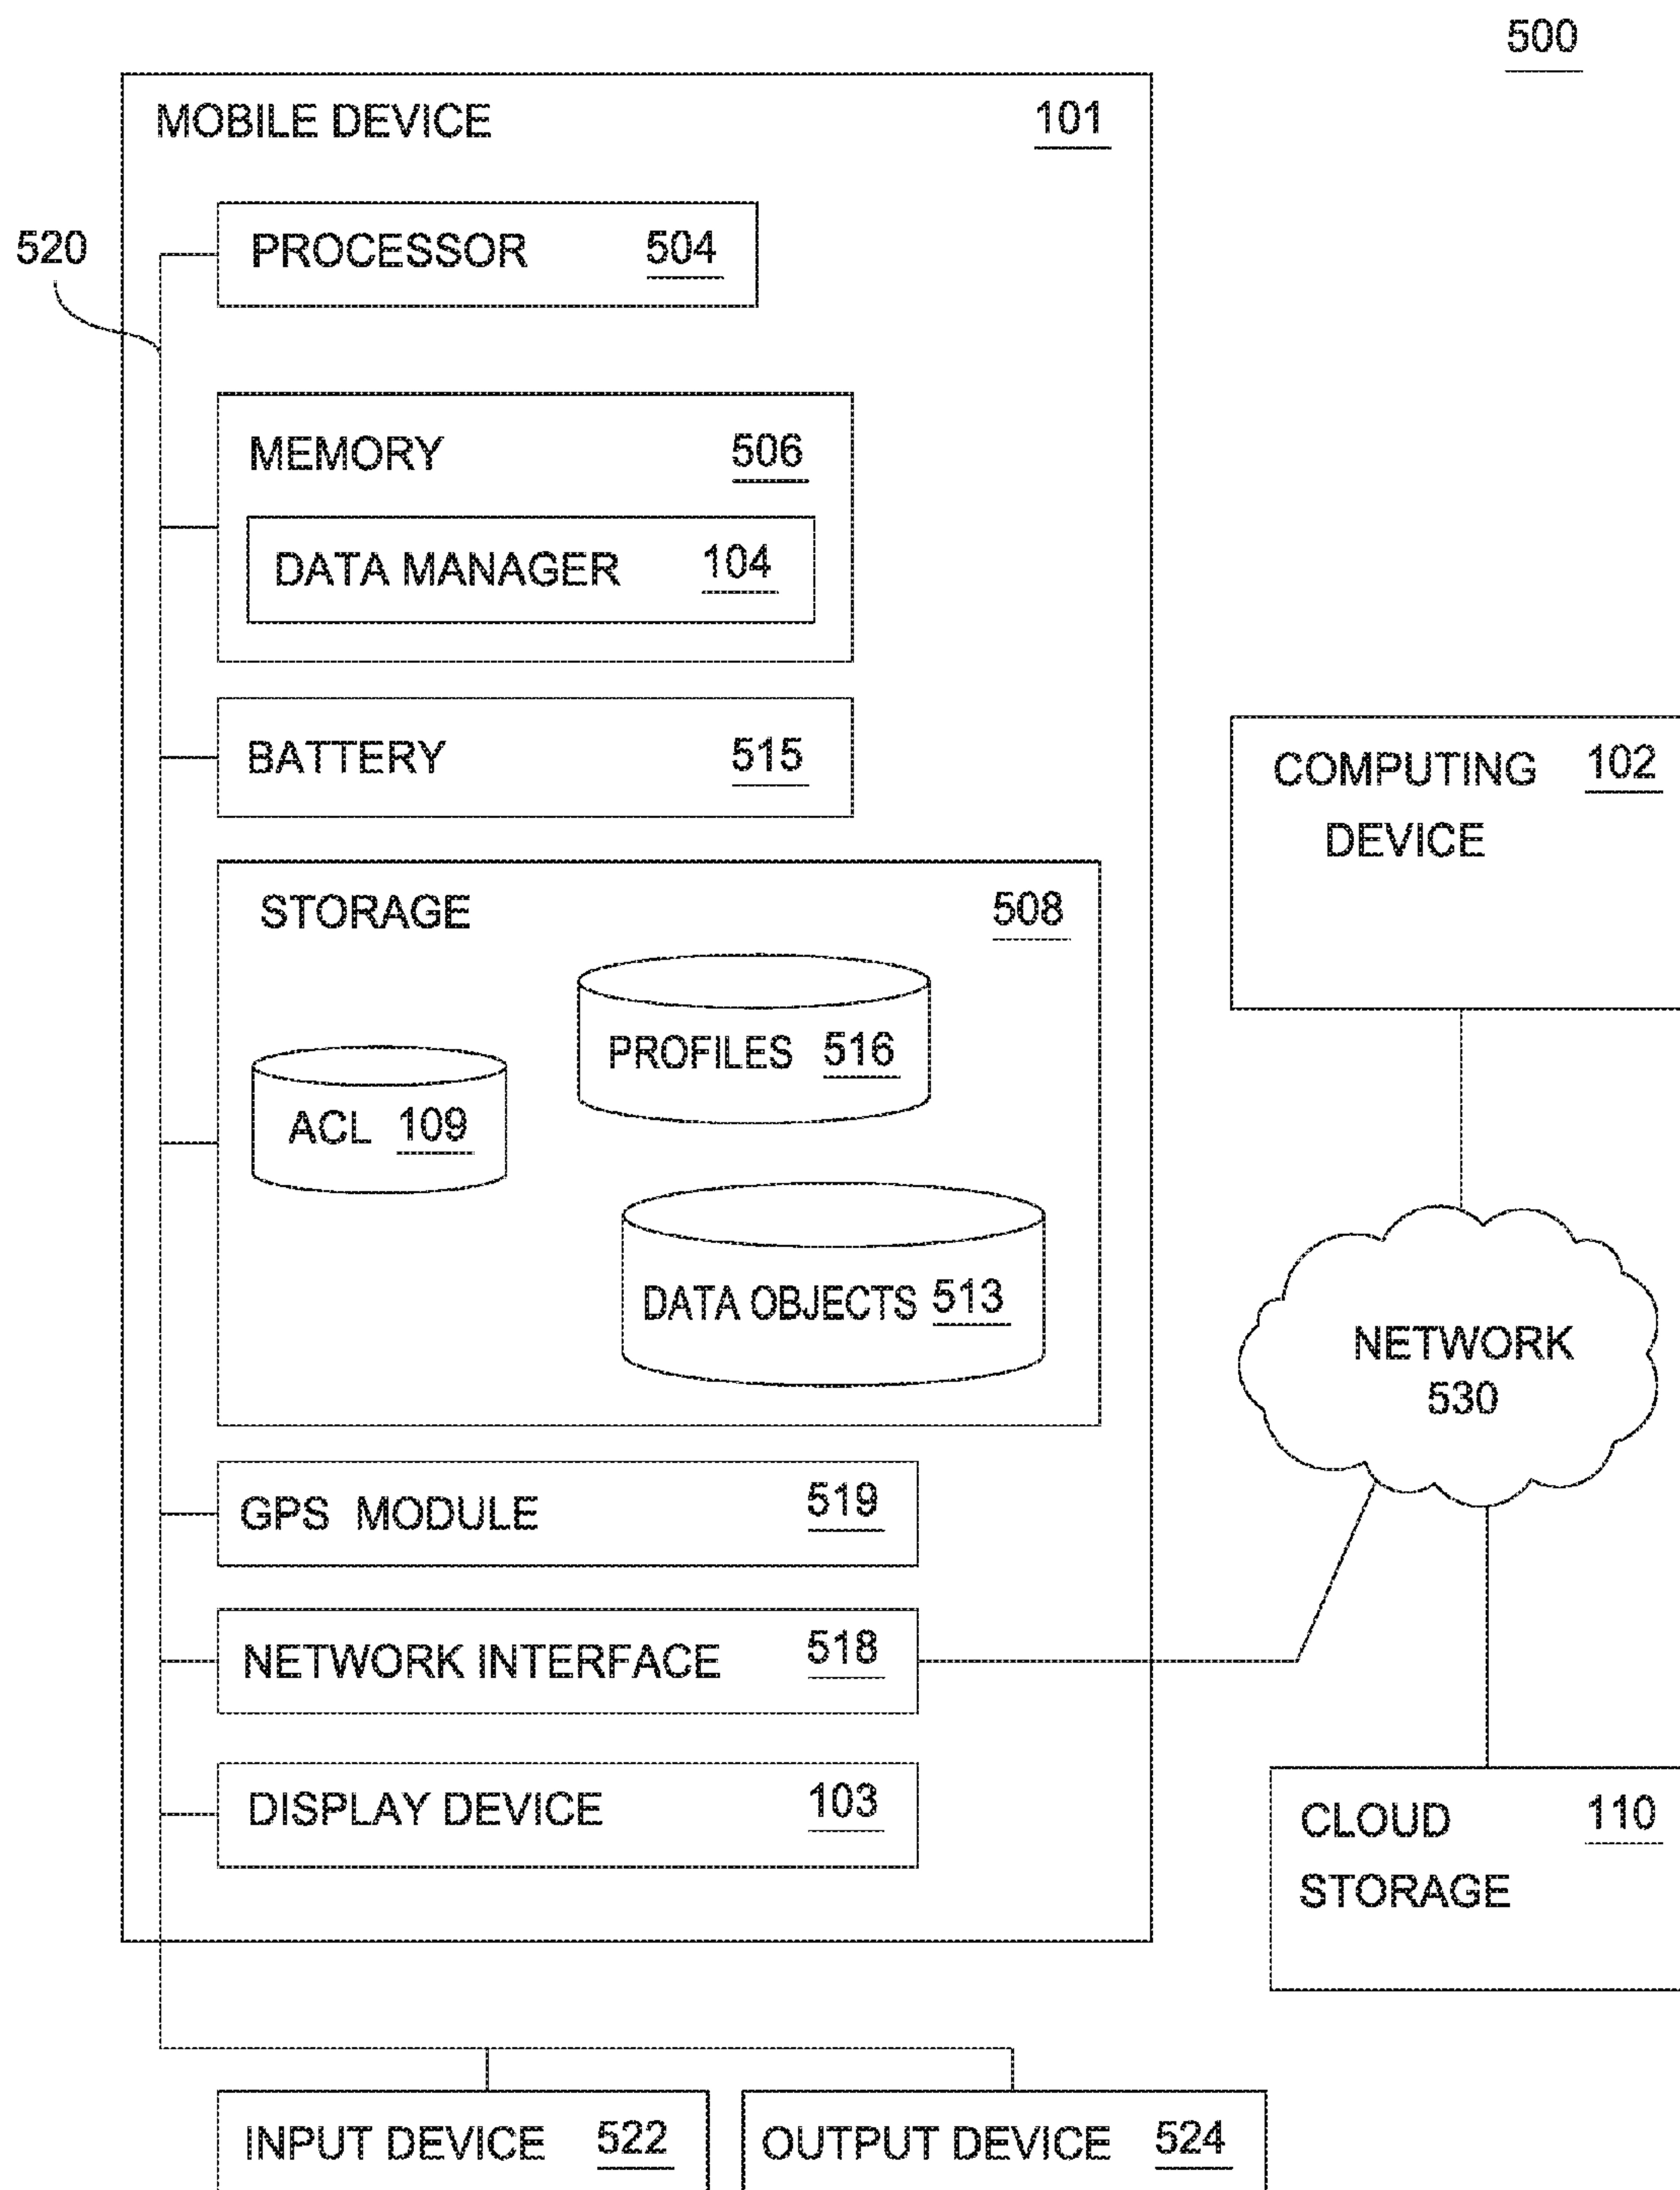 500
MOBILE DEVICE 101
520
PROCESSOR 504
MEMORY 506
DATA MANAGER 104
BATTERY 515
COMPUTING 102
DEVICE
STORAGE 508
PROFILES 516
ACL 109
DATA OBJECTS 513
NETWORK
530
GPS MODULE 519
NETWORK INTERFACE 518
DISPLAY DEVICE 103
CLOUD 110
STORAGE
INPUT DEVICE 522
OUTPUT DEVICE 524